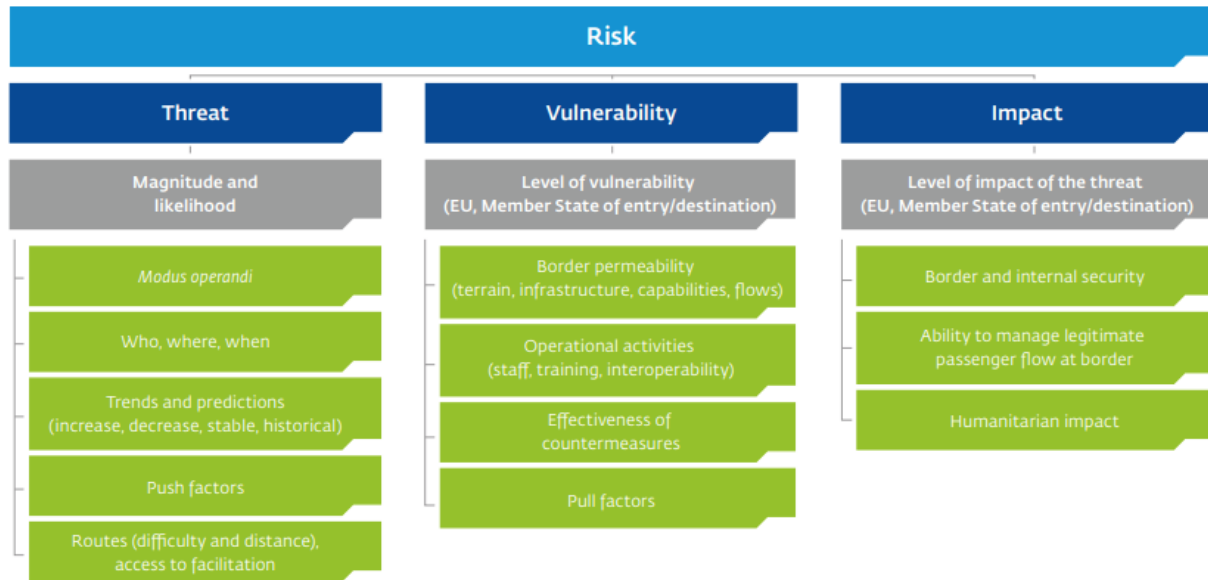 Risk
Threat
Magnitude and
likelihood
Modus operandi
Who, where, when
Trends and predictions
(increase, decrease, stable, historical)
Push factors
Routes (difficulty and distance),
access to facilitation
Vulnerability
Level of vulnerability
(EU, Member State of entry/destination)
Border permeability
(terrain, infrastructure, capabilities, flows)
Operational activities
(staff, training, interoperability)
Effectiveness of
countermeasures
Pull factors
Impact
Level of impact of the threat
(EU, Member State of entry/destination)
Border and internal security
Ability to manage legitimate
passenger flow at border
Humanitarian impact